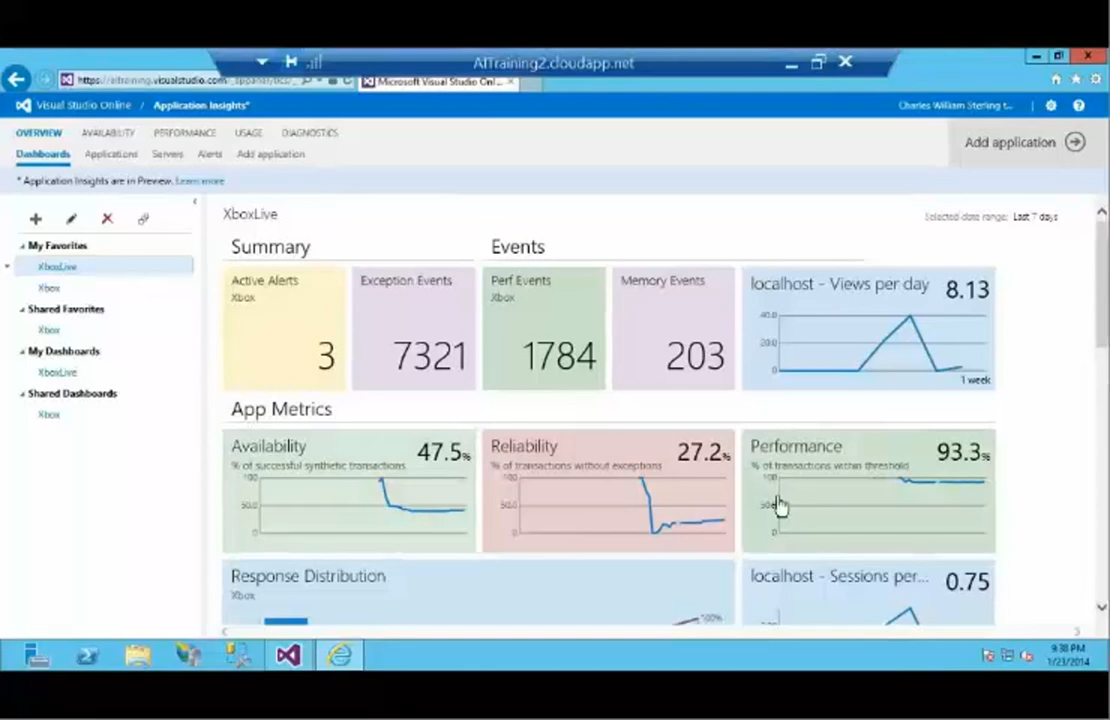 AITraining2.cloudapp.net
Microsoft Visual Studio Onl...
Visual Studio Online / Application Insights*
Charles William Sterling t...
OVERVIEW AVAILABILITY PERFORMANCE USAGE DIAGNOSTICS
Dashboards Applications Servers Alerts Add application
Add application
* Application Insights are in Preview. Learn more
My Favorites
XboxLive
Xbox
Shared Favorites
Xbox
My Dashboards
XboxLive
Shared Dashboards
Xbox
XboxLive
Selected date range: Last 7 days
Summary
Events
Active Alerts
Xbox
3
Exception Events
7321
Perf Events
Xbox
1784
Memory Events
203
localhost - Views per day 8.13
40.0
20.0
0
1 week
App Metrics
Availability 47.5%
% of successful synthetic transactions
100
50.0
0
Reliability 27.2%
% of transactions without exceptions
100
50.0
0
Performance 93.3%
% of transactions within threshold
100
0
Response Distribution
Xbox
100%
localhost - Sessions per... 0.75
9:38 PM
1/23/2014